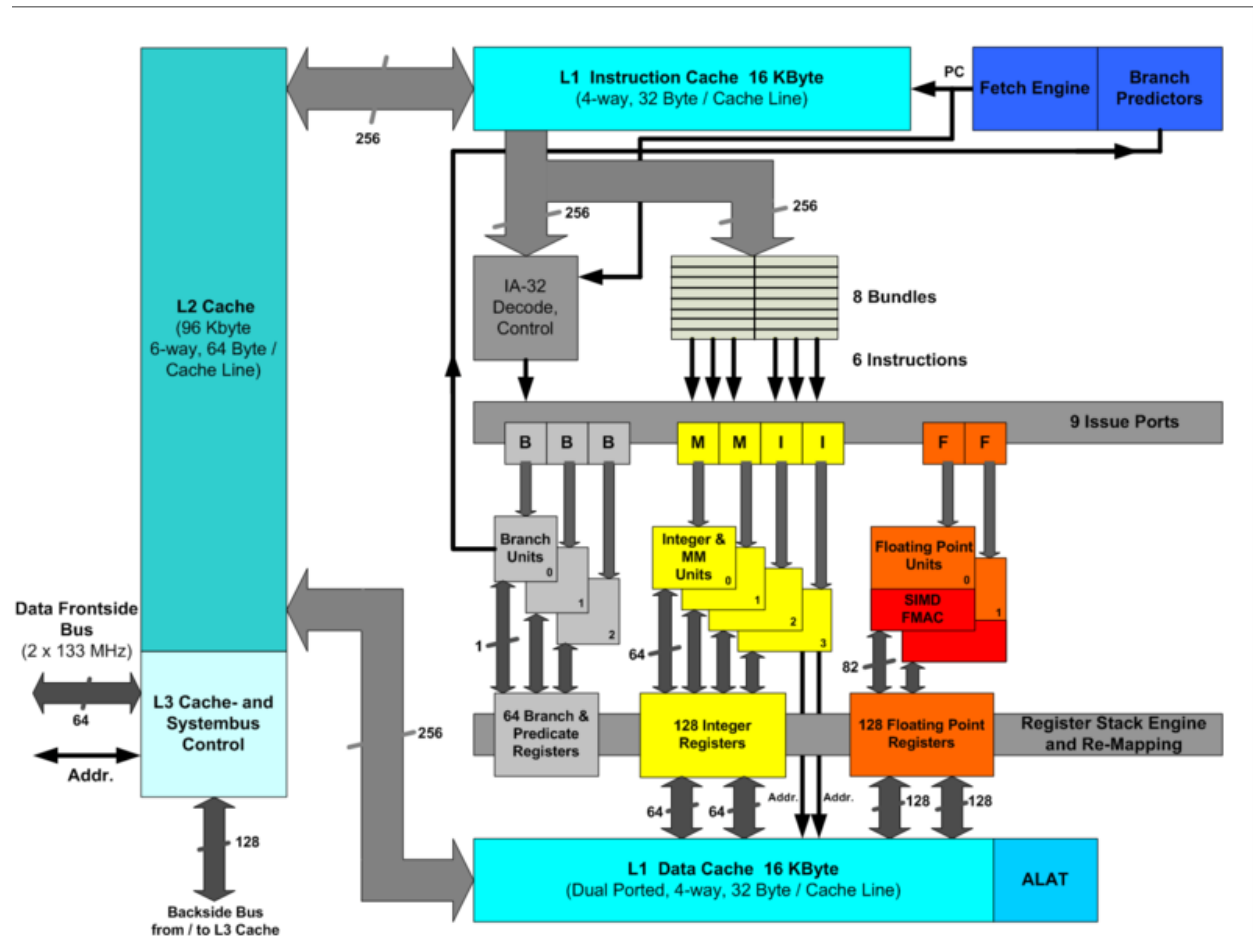 L1 Instruction Cache 16 KByte
(4-way, 32 Byte / Cache Line)
PC
Fetch Engine
Branch
Predictors
256
256
256
L2 Cache
(96 Kbyte
6-way, 64 Byte /
Cache Line)
IA-32
Decode,
Control
8 Bundles
6 Instructions
9 Issue Ports
B B B
M M I I
F F
Branch
Units
0
1
2
Integer &
MM
Units
0
1
2
3
Floating Point
Units
0
SIMD
FMAC
1
Data Frontside
Bus
(2 x 133 MHz)
64
Addr.
L3 Cache- and
Systembus
Control
1
64
82
256
64 Branch &
Predicate
Registers
128 Integer
Registers
128 Floating Point
Registers
Register Stack Engine
and Re-Mapping
64
64
Addr.
Addr.
128
128
128
L1 Data Cache 16 KByte
(Dual Ported, 4-way, 32 Byte / Cache Line)
ALAT
Backside Bus
from / to L3 Cache